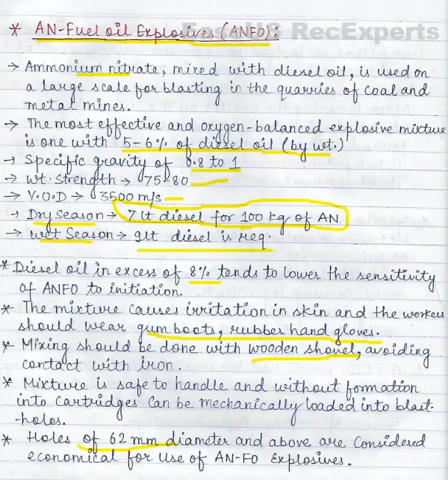 RecExperts
* AN-Fuel oil Explosives (ANFO):
→ Ammonium nitrate, mixed with diesel oil, is used on
a large scale for blasting in the quarries of coal and
metal mines.
→ The most effective and oxygen-balanced explosive mixture
is one with 5-6% of diesel oil (by wt.)
→ Specific gravity of 0.8 to 1
→ Wt. Strength → 75-80
→ V.O.D → 3500 m/s
→ Dry Season → 7 lt diesel for 100 kg of AN
→ Wet Season → 9lt diesel is req.
* Diesel oil in excess of 8% tends to lower the sensitivity
of ANFO to initiation.
* The mixture causes irritation in skin and the workers
should wear gum boots, rubber hand gloves.
* Mixing should be done with wooden shovel, avoiding
contact with iron.
* Mixture is safe to handle and without formation
into cartridges can be mechanically loaded into blast-
-holes.
* Holes of 62 mm diameter and above are considered
economical for use of AN-FO Explosives.